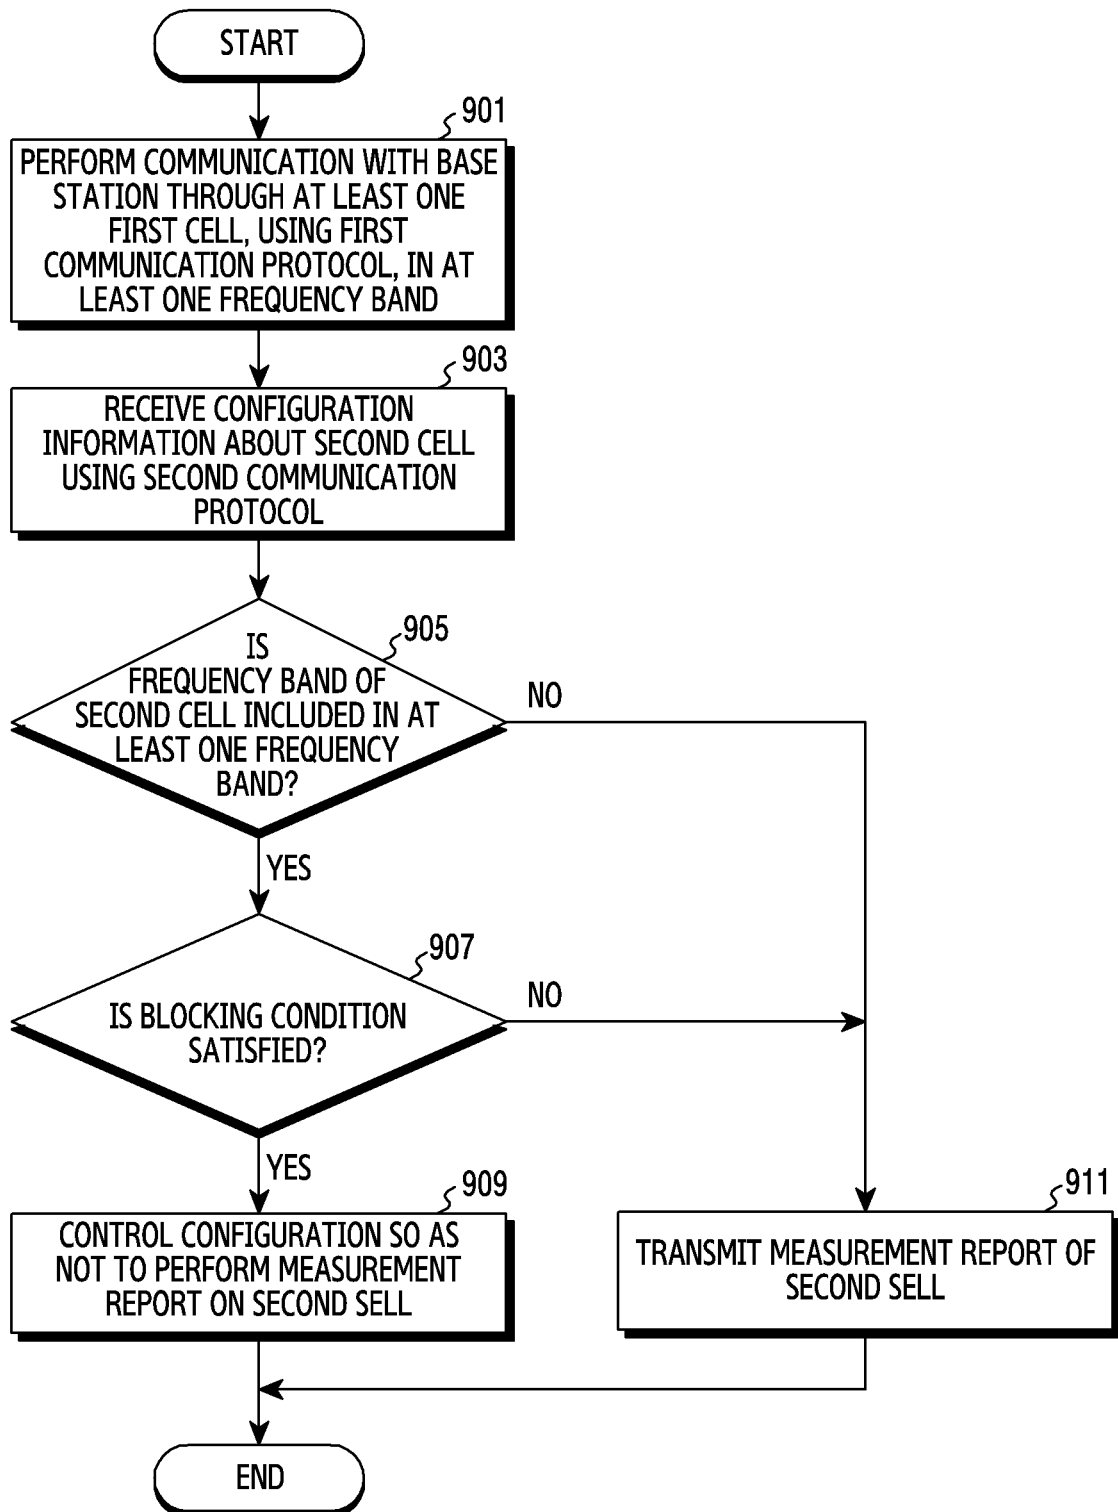 START
901
PERFORM COMMUNICATION WITH BASE
STATION THROUGH AT LEAST ONE
FIRST CELL, USING FIRST
COMMUNICATION PROTOCOL, IN AT
LEAST ONE FREQUENCY BAND
903
RECEIVE CONFIGURATION
INFORMATION ABOUT SECOND CELL
USING SECOND COMMUNICATION
PROTOCOL
905
IS
FREQUENCY BAND OF
SECOND CELL INCLUDED IN AT
LEAST ONE FREQUENCY
BAND?
NO
YES
907
IS BLOCKING CONDITION
SATISFIED?
NO
YES
909
CONTROL CONFIGURATION SO AS
NOT TO PERFORM MEASUREMENT
REPORT ON SECOND SELL
911
TRANSMIT MEASUREMENT REPORT OF
SECOND SELL
END